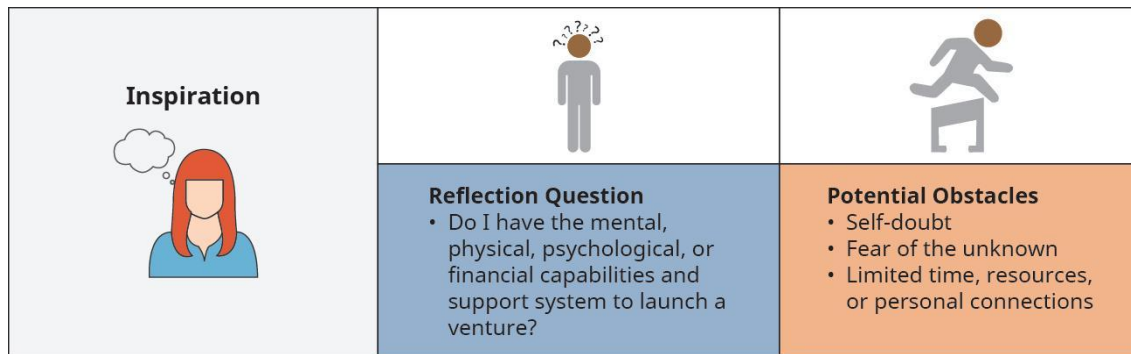 Inspiration
? ? ? ? ? ? ?
Reflection Question
• Do I have the mental,
physical, psychological, or
financial capabilities and
support system to launch a
venture?
Potential Obstacles
• Self-doubt
• Fear of the unknown
• Limited time, resources,
or personal connections